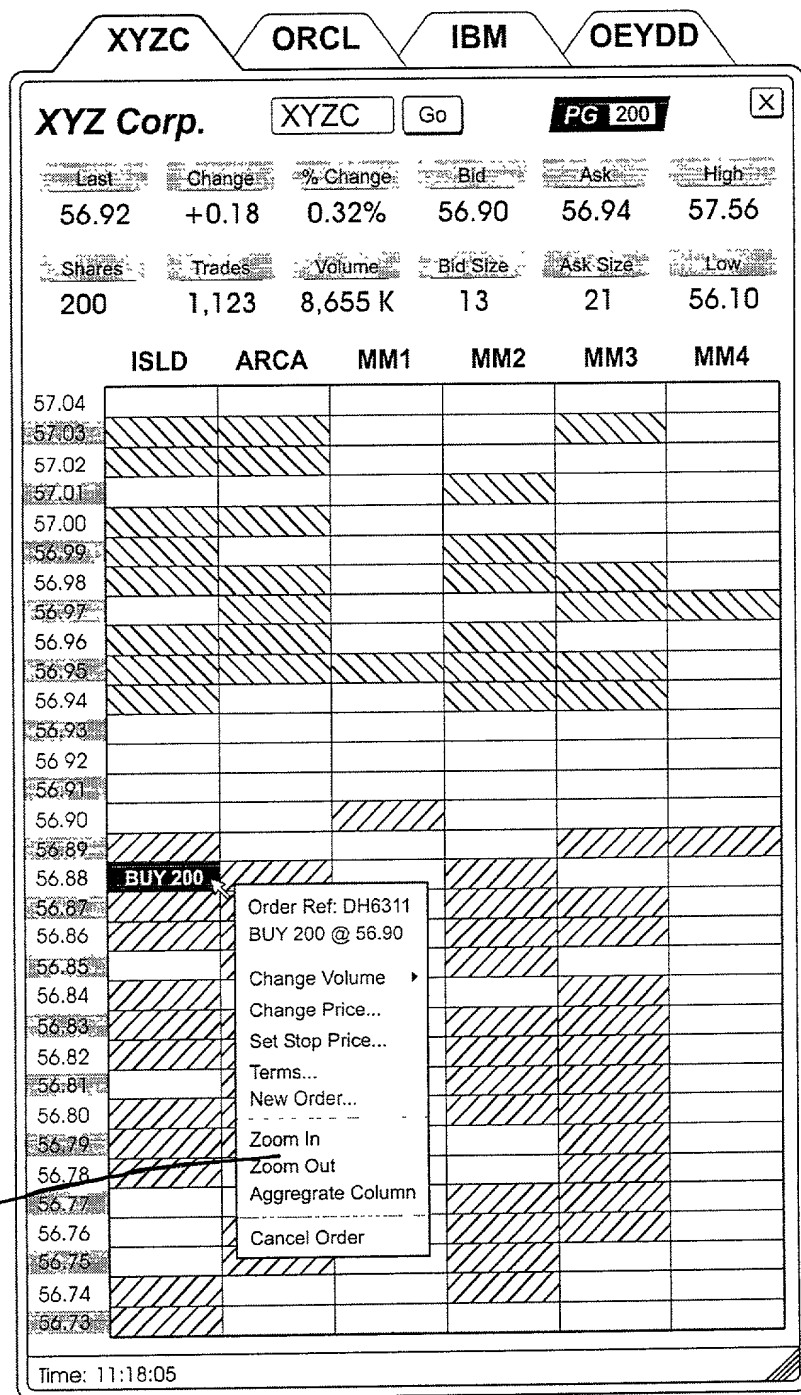 XYZC ORCL IBM OEYDD
XYZ Corp. XYZC Go PG 200 X
Last Change % Change Bid Ask High
56.92 +0.18 0.32% 56.90 56.94 57.56
Shares Trades Volume Bid Size Ask Size Low
200 1,123 8,655 K 13 21 56.10
ISLD ARCA MM1 MM2 MM3 MM4
57.04
57.03
57.02
57.01
57.00
56.99
56.98
56.97
56.96
56.95
56.94
56.93
56 92
56.91
56.90
56.89
56.88 BUY 200
56.87 Order Ref: DH6311
56.86 BUY 200 @ 56.90
56.85
56.84 Change Volume
Change Price...
56.83
56.82 Set Stop Price...
56.81 Terms...
56.80 New Order...
56.79 Zoom In
56.78 Zoom Out
56.77 Aggregrate Column
56.76 Cancel Order
56.75
56.74
56.73
Time: 11:18:05